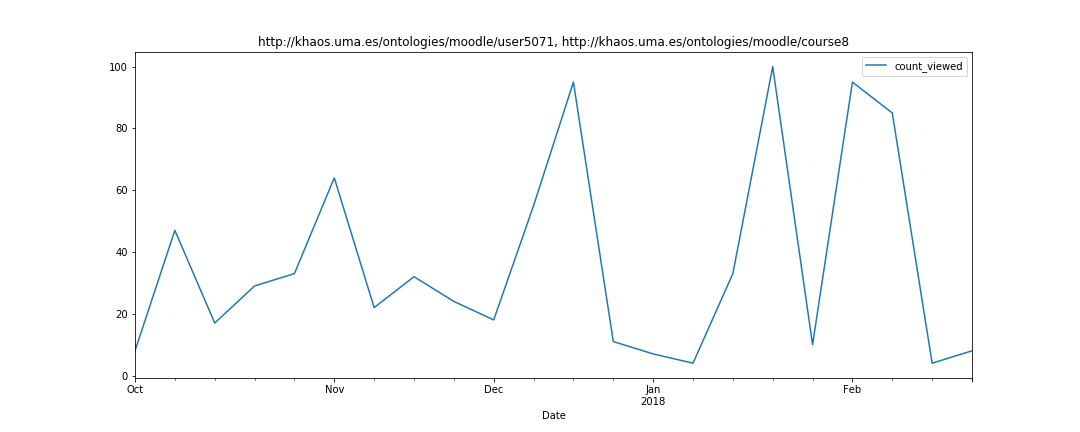 http://khaos.uma.es/ontologies/moodle/user5071, http://khaos.uma.es/ontologies/moodle/course8
count_viewed
100
80
60
40
20
0
Oct Nov Dec Jan Feb
2018
Date